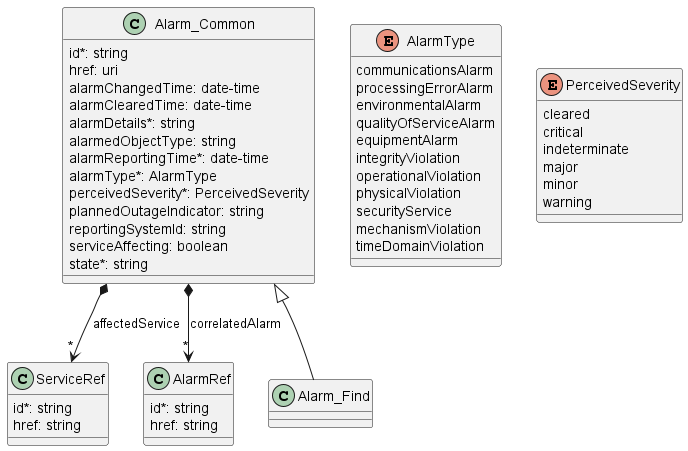 C Alarm_Common
id*: string
href: uri
alarmChangedTime: date-time
alarmClearedTime: date-time
alarmDetails*: string
alarmedObjectType: string
alarmReportingTime*: date-time
alarmType*: AlarmType
perceivedSeverity*: PerceivedSeverity
plannedOutageIndicator: string
reportingSystemId: string
serviceAffecting: boolean
state*: string
E AlarmType
communicationsAlarm
processingErrorAlarm
environmentalAlarm
qualityOfServiceAlarm
equipmentAlarm
integrityViolation
operationalViolation
physicalViolation
securityService
mechanismViolation
timeDomainViolation
E PerceivedSeverity
cleared
critical
indeterminate
major
minor
warning
affectedService
*
correlatedAlarm
*
C ServiceRef
id*: string
href: string
C AlarmRef
id*: string
href: string
C Alarm_Find